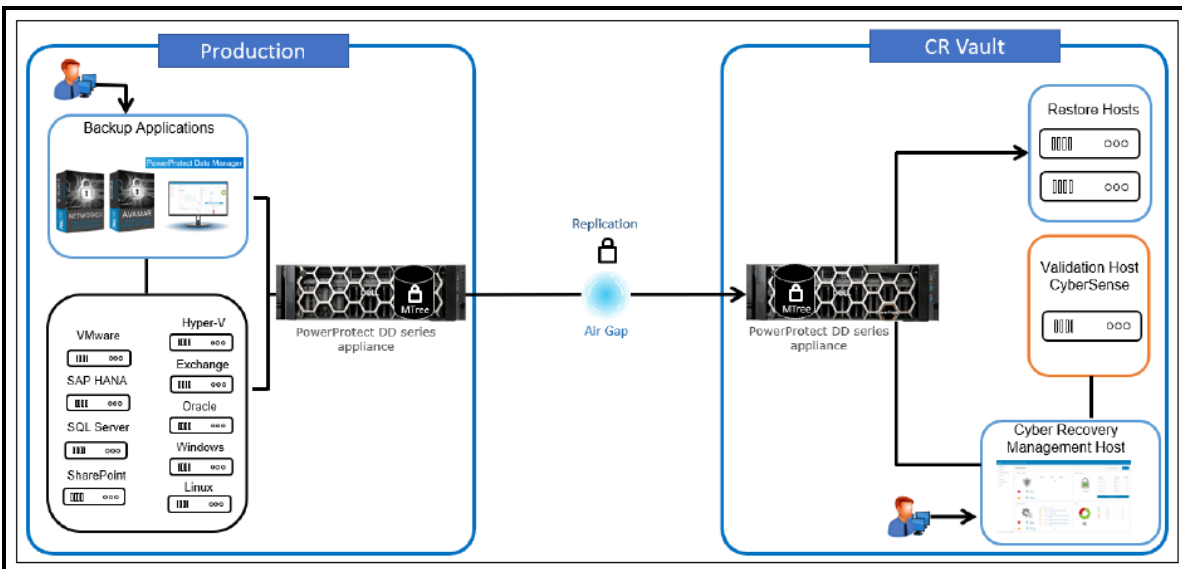 Production
CR Vault
Backup Applications
PowerProtect Data Manager
NETWORKER
AVAMAR
VMware
SAP HANA
SQL Server
SharePoint
Hyper-V
Exchange
Oracle
Windows
Linux
MTree
PowerProtect DD series
appliance
Replication
Air Gap
MTree
PowerProtect DD series
appliance
Restore Hosts
Validation Host
CyberSense
Cyber Recovery
Management Host